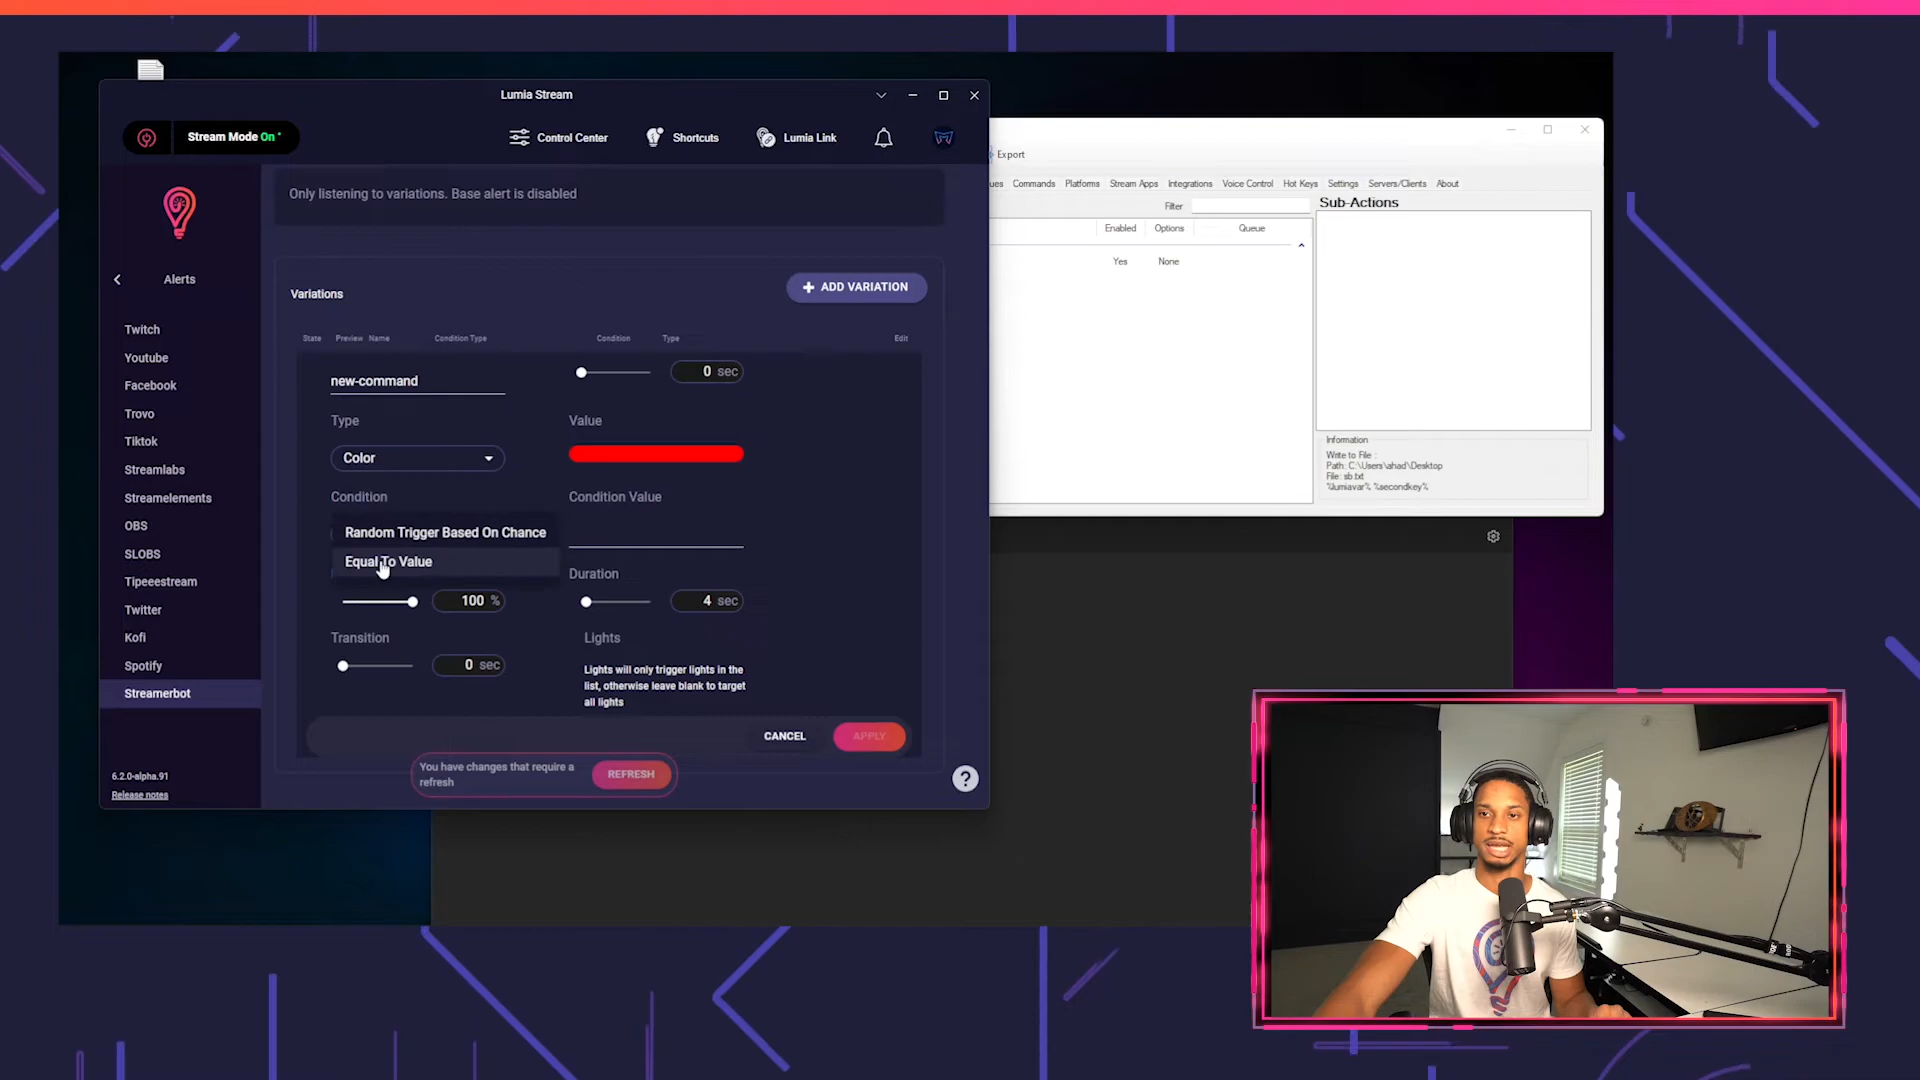 Lumia Stream
Stream Mode On
Control Center
Shortcuts
Lumia Link
Only listening to variations. Base alert is disabled
Alerts
Twitch
Youtube
Facebook
Trovo
Tiktok
Streamlabs
Streamelements
OBS
SLOBS
Tipeeestream
Twitter
Kofi
Spotify
Streamerbot
6.2.0-alpha.91
Release notes
Variations
+ ADD VARIATION
State Preview Name Condition Type Condition Type Edit
new-command
0 sec
Type Value
Color
Condition Condition Value
Random Trigger Based On Chance
Equal To Value
Duration
100 % 4 sec
Transition Lights
0 sec
Lights will only trigger lights in the
list, otherwise leave blank to target
all lights
CANCEL APPLY
You have changes that require a
refresh
REFRESH
?
Export
ues Commands Platforms Stream Apps Integrations Voice Control Hot Keys Settings Servers/Clients About
Filter
Sub-Actions
Enabled Options Queue
Yes None
Information
Write to File :
Path: C:\Users\ahad\Desktop
File: sb.txt
%lumiavar%, %secondkey%